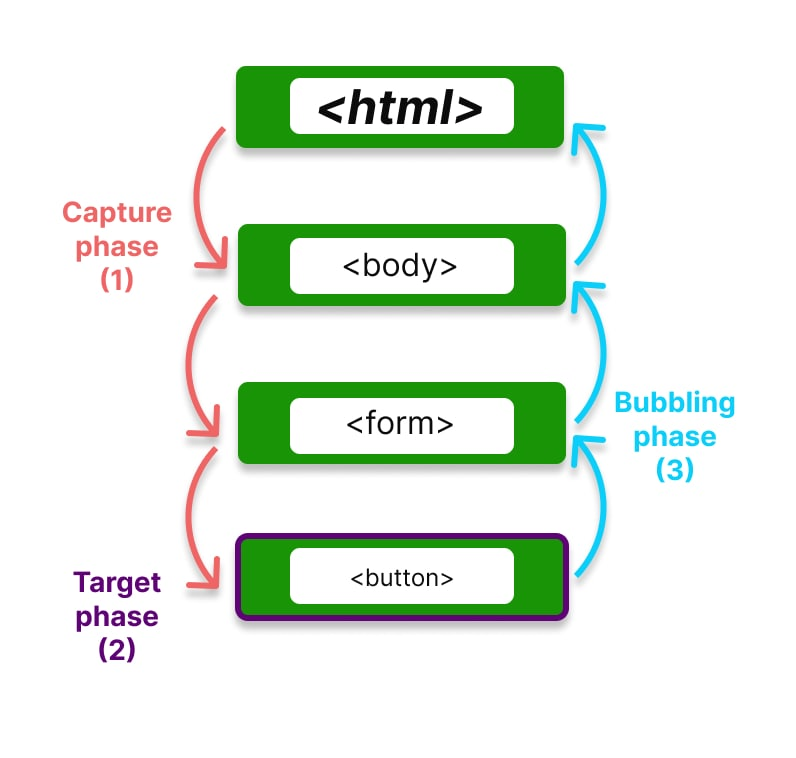 <html>
Capture
phase
(1)
<body>
<form>
Bubbling
phase
(3)
<button>
Target
phase
(2)